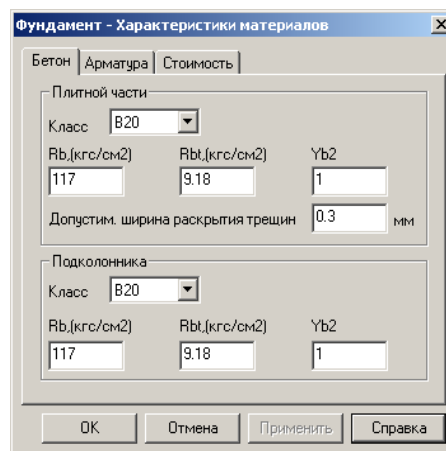 Фундамент - Характеристики материалов
Бетон Арматура Стоимость
Плитной части
Класс B20
Rb,(кгс/см2) Rbt,(кгс/см2) Yb2
117 9.18 1
Допустим. ширина раскрытия трещин 0.3 мм
Подколонника
Класс B20
Rb,(кгс/см2) Rbt,(кгс/см2) Yb2
117 9.18 1
OK Отмена Применить Справка